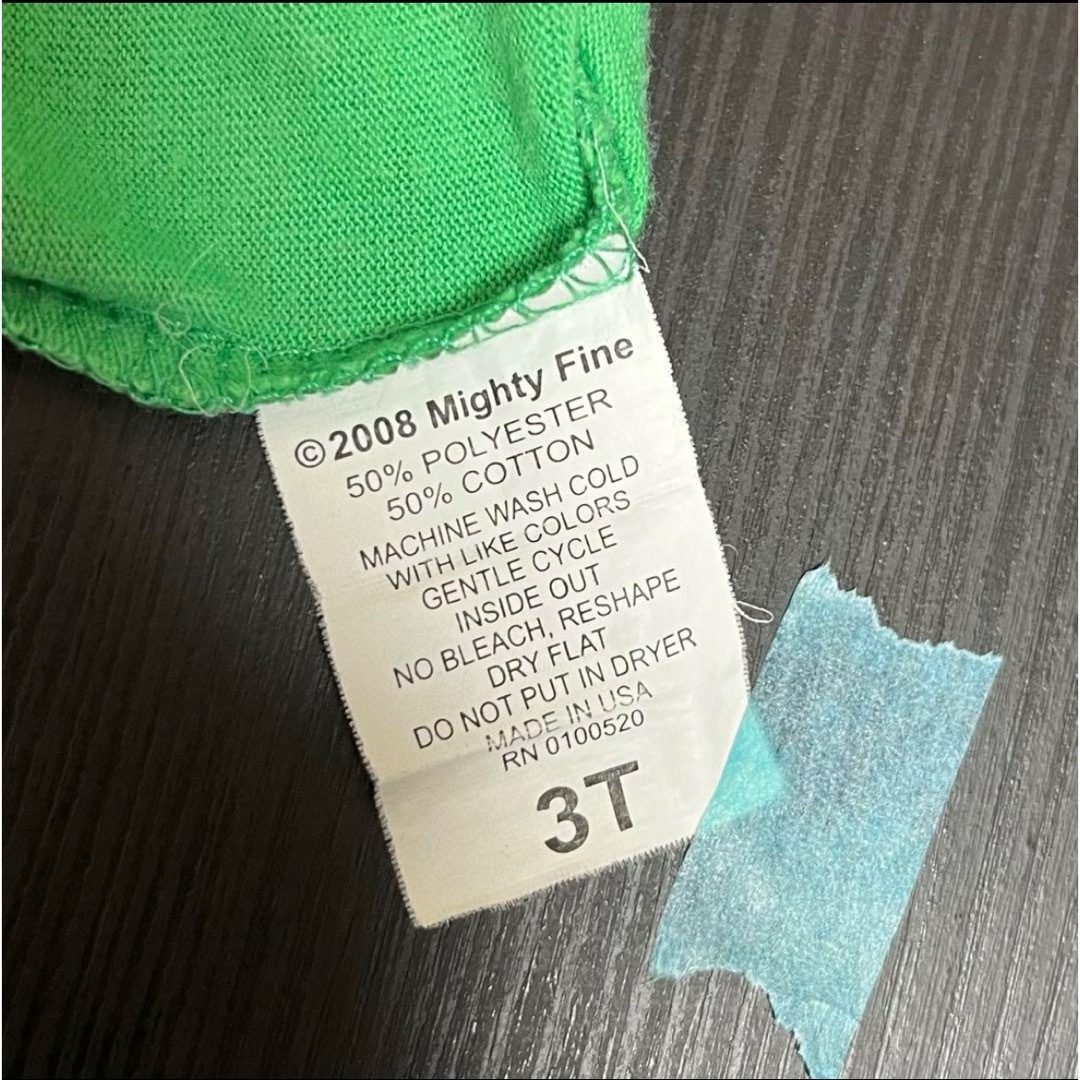 ©2008 Mighty Fine
50% POLYESTER
50% COTTON
MACHINE WASH COLD
WITH LIKE COLORS
GENTLE CYCLE
INSIDE OUT
NO BLEACH, RESHAPE
DRY FLAT
DO NOT PUT IN DRYER
MADE IN USA
RN 0100520
3T